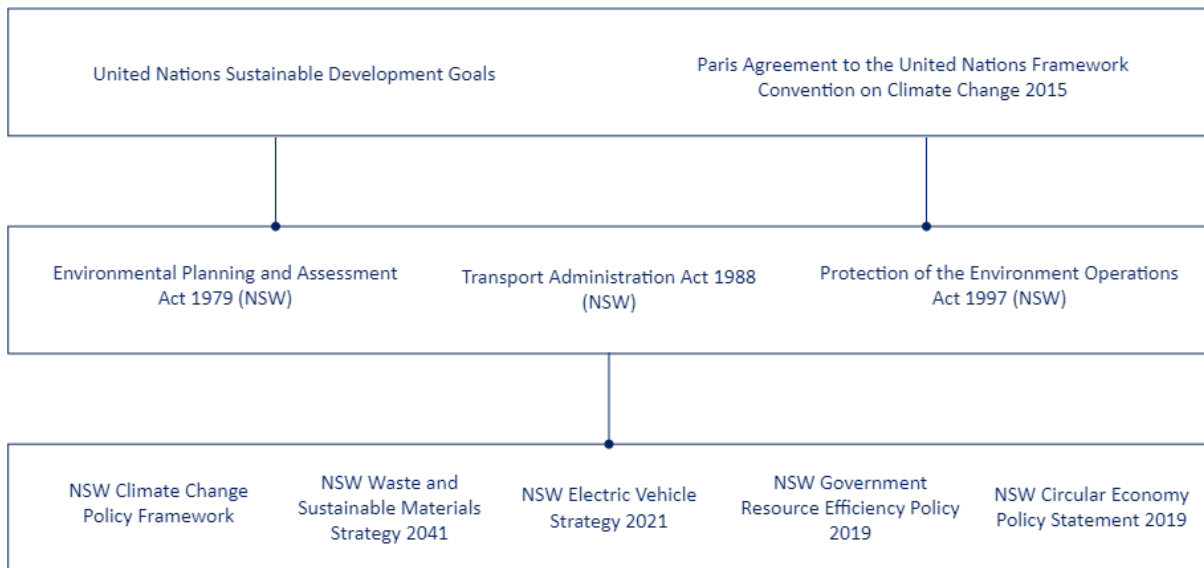 United Nations Sustainable Development Goals
Paris Agreement to the United Nations Framework
Convention on Climate Change 2015
Environmental Planning and Assessment
Act 1979 (NSW)
Transport Administration Act 1988
(NSW)
Protection of the Environment Operations
Act 1997 (NSW)
NSW Climate Change
Policy Framework
NSW Waste and
Sustainable Materials
Strategy 2041
NSW Electric Vehicle
Strategy 2021
NSW Government
Resource Efficiency Policy
2019
NSW Circular Economy
Policy Statement 2019